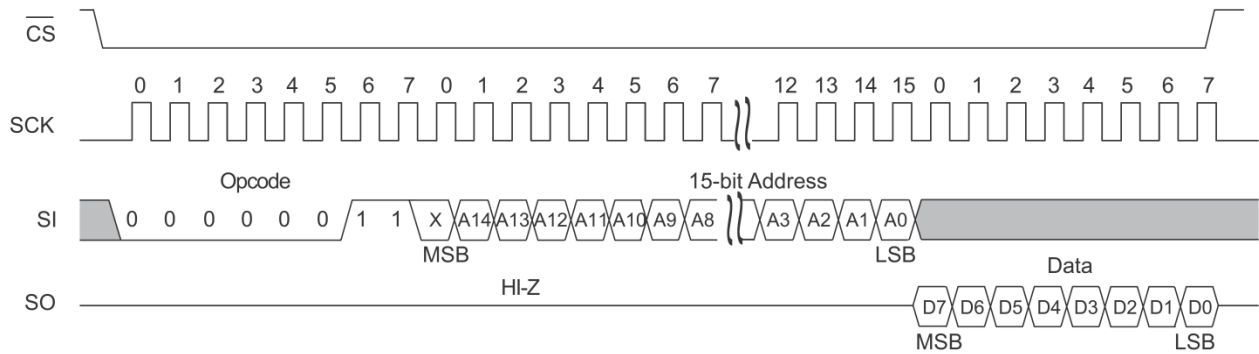 CS
0 1 2 3 4 5 6 7 0 1 2 3 4 5 6 7 12 13 14 15 0 1 2 3 4 5 6 7
SCK
Opcode 15-bit Address
SI 0 0 0 0 0 0 1 1 X A14 A13 A12 A11 A10 A9 A8 A3 A2 A1 A0
MSB LSB
HI-Z Data
SO D7 D6 D5 D4 D3 D2 D1 D0
MSB LSB